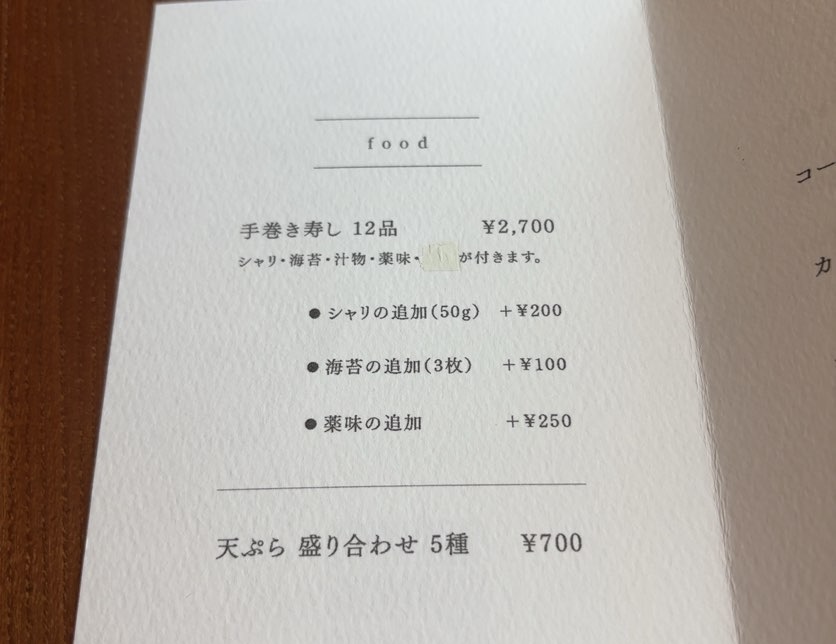 food
手巻き寿し 12品 ¥2,700
シャリ・海苔・汁物・薬味・が付きます。
●シャリの追加(50g) +¥200
●海苔の追加(3枚) +¥100
●薬味の追加 +¥250
天ぷら 盛り合わせ 5種 ¥700
コー
カ